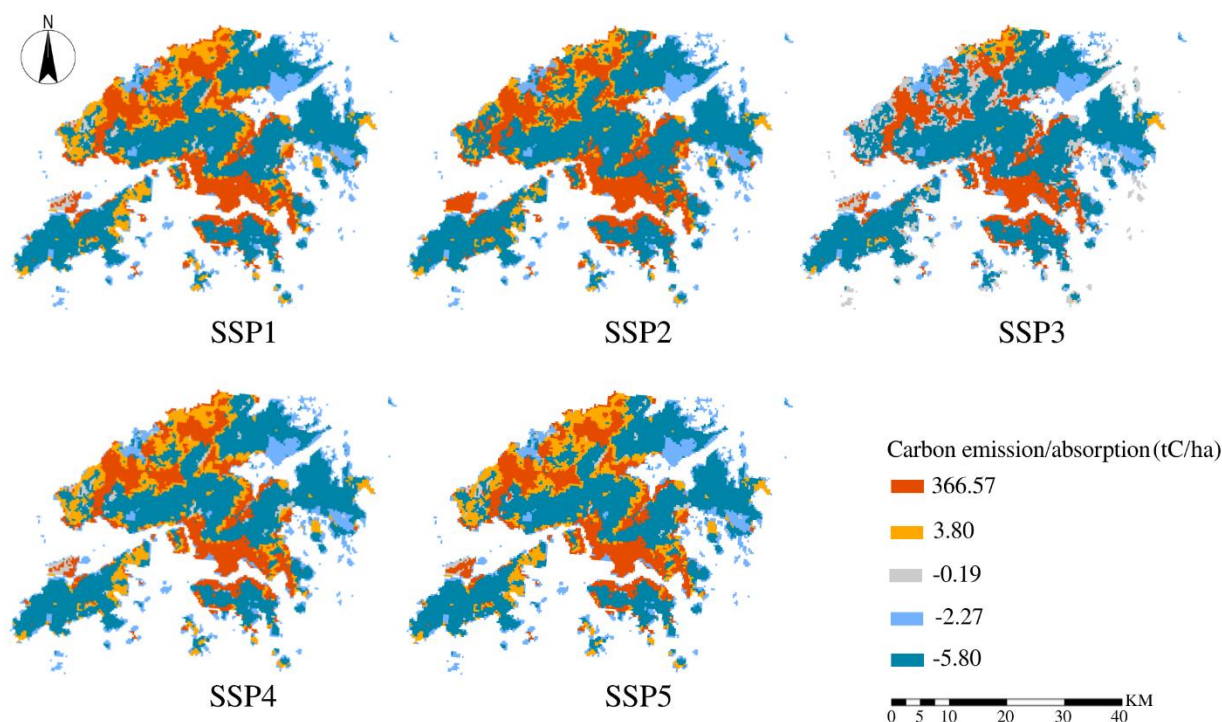 N
SSP1
SSP2
SSP3
SSP4
SSP5
Carbon emission/absorption (tC/ha)
366.57
3.80
-0.19
-2.27
-5.80
KM
0 5 10 20 30 40